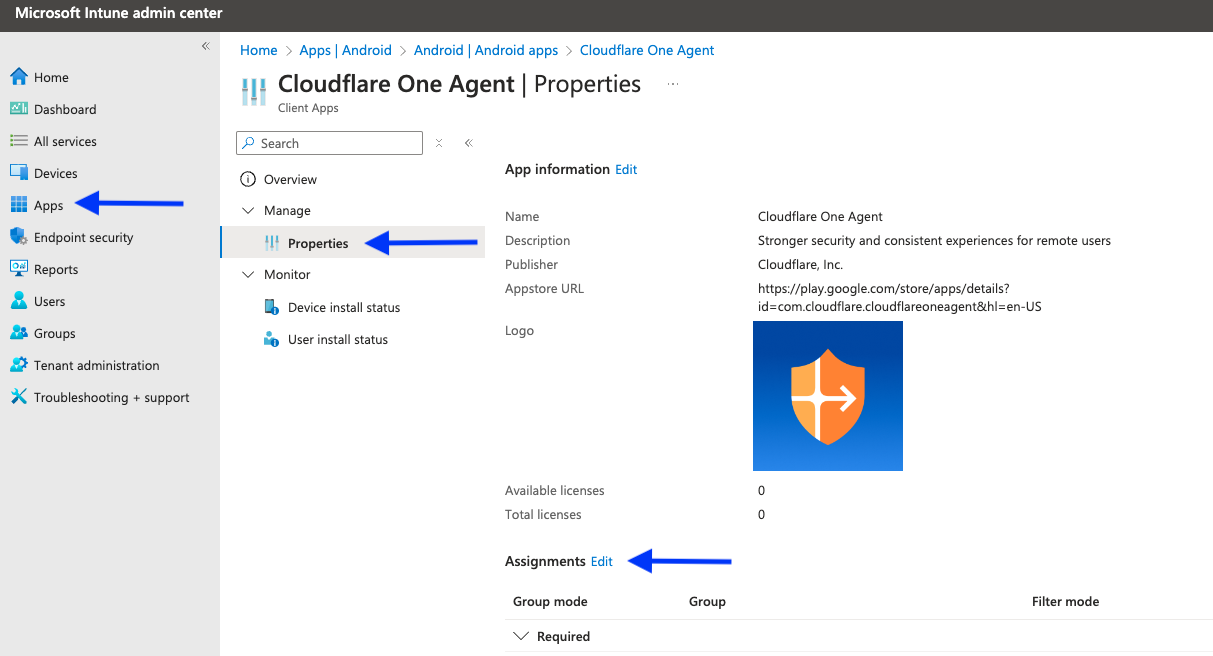 Microsoft Intune admin center
Home
Dashboard
All services
Devices
Apps
Endpoint security
Reports
Users
Groups
Tenant administration
Troubleshooting + support
Home > Apps | Android > Android | Android apps > Cloudflare One Agent
Cloudflare One Agent | Properties ...
Client Apps
Search
Overview
Manage
Properties
Monitor
Device install status
User install status
App information Edit
Name Cloudflare One Agent
Description Stronger security and consistent experiences for remote users
Publisher Cloudflare, Inc.
Appstore URL https://play.google.com/store/apps/details?
id=com.cloudflare.cloudflareoneagent&hl=en-US
Logo
Available licenses 0
Total licenses 0
Assignments Edit
Group mode Group Filter mode
Required